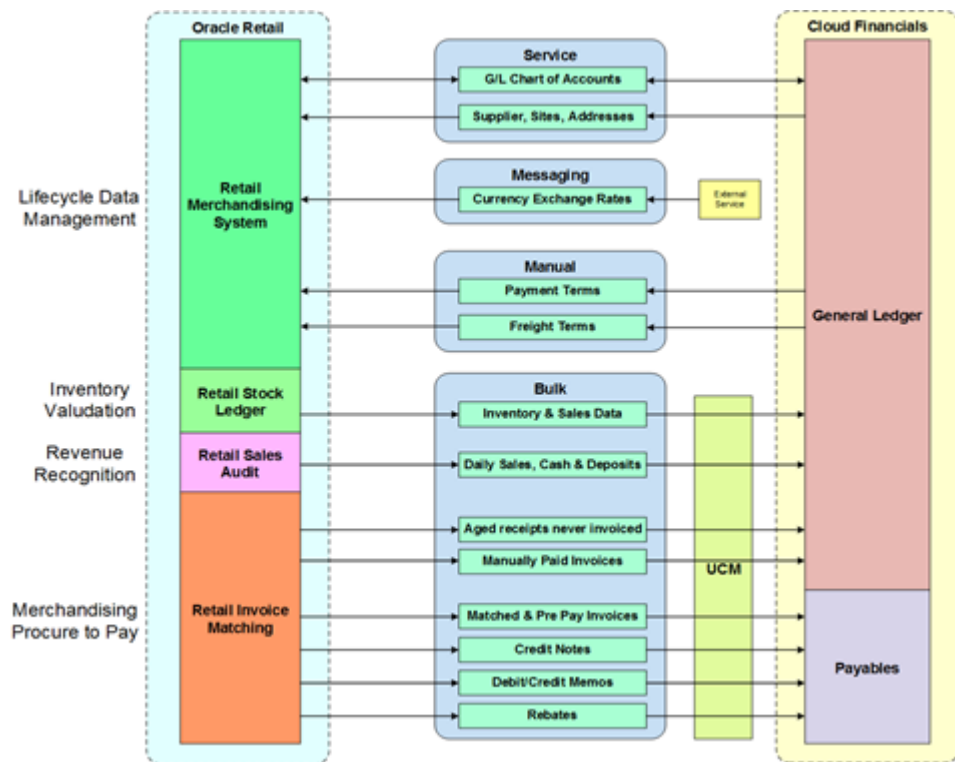 Oracle Retail
Cloud Financials
Service
G/L Chart of Accounts
Supplier, Sites, Addresses
Messaging
Currency Exchange Rates
External
Service
Lifecycle Data
Management
Retail
Merchandising
System
Manual
Payment Terms
Freight Terms
General Ledger
Inventory
Valudation
Retail Stock
Ledger
Bulk
Inventory & Sales Data
Revenue
Recognition
Retail Sales
Audit
Daily Sales, Cash & Deposits
Aged receipts never invoiced
Manually Paid Invoices
UCM
Merchandising
Procure to Pay
Retail Invoice
Matching
Matched & Pre Pay Invoices
Credit Notes
Debit/Credit Memos
Rebates
Payables